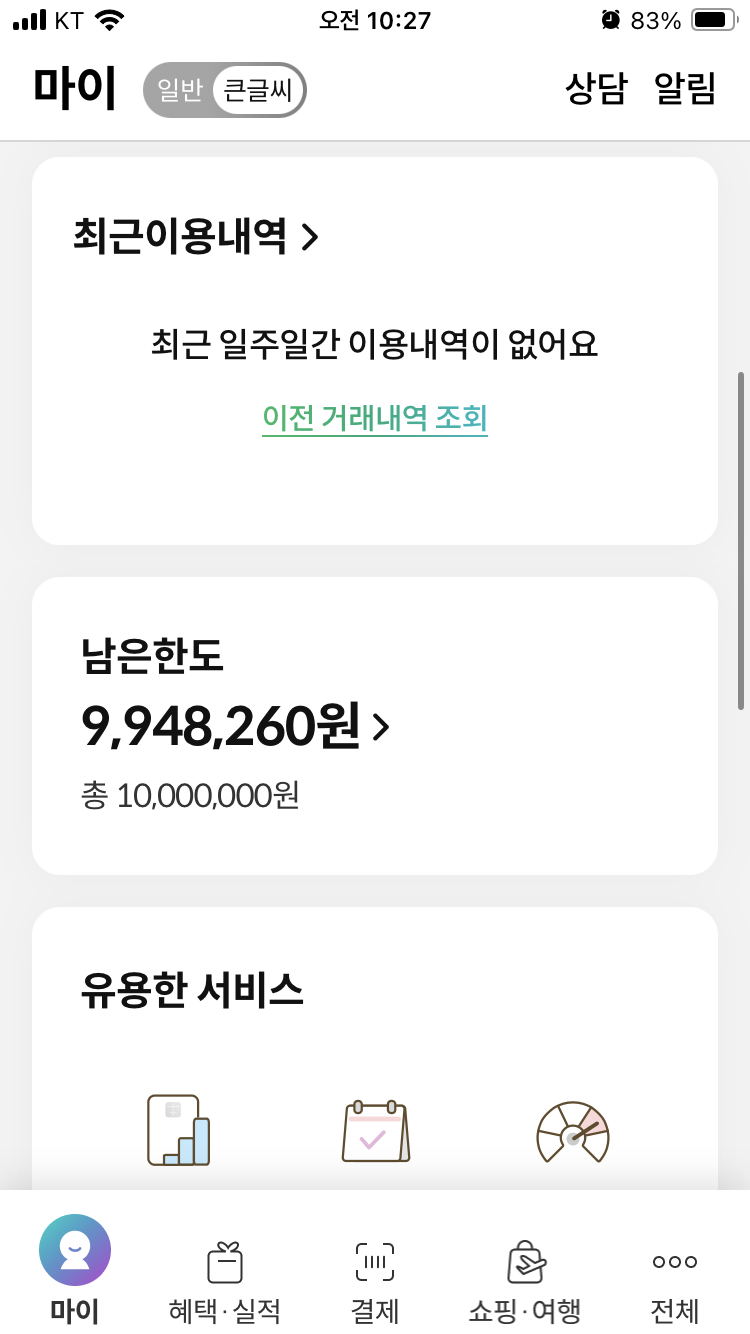 KT 오전 10:27 83%
마이 일반 큰글씨 상담 알림
최근이용내역
최근 일주일간 이용내역이 없어요
이전 거래내역 조회
남은한도
9,948,260원
총 10,000,000원
유용한 서비스
마이 혜택·실적 결제 쇼핑·여행 전체